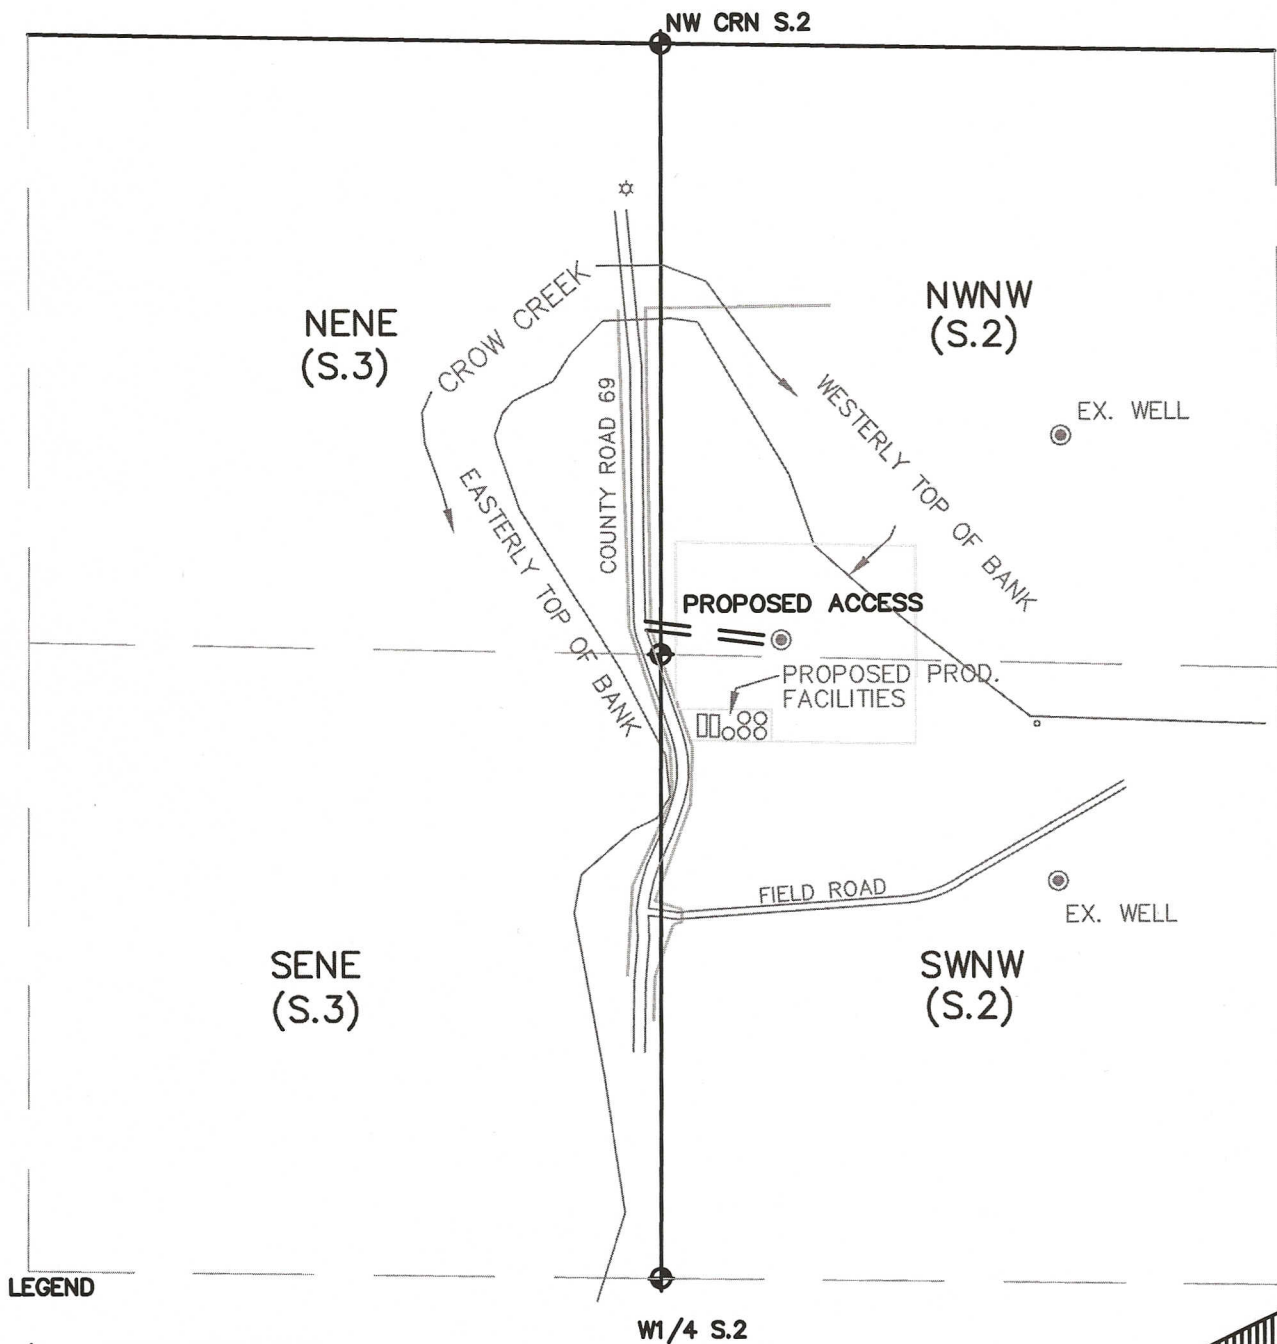 NW CRN S.2
NENE
(S.3)
CROW CREEK
NWNW
(S.2)
COUNTY ROAD 69
WESTERLY TOP OF BANK
EX. WELL
EASTERLY TOP OF BANK
PROPOSED ACCESS
PROPOSED PROD.
FACILITIES
FIELD ROAD
EX. WELL
SENE
(S.3)
SWNW
(S.2)
LEGEND
W1/4 S.2